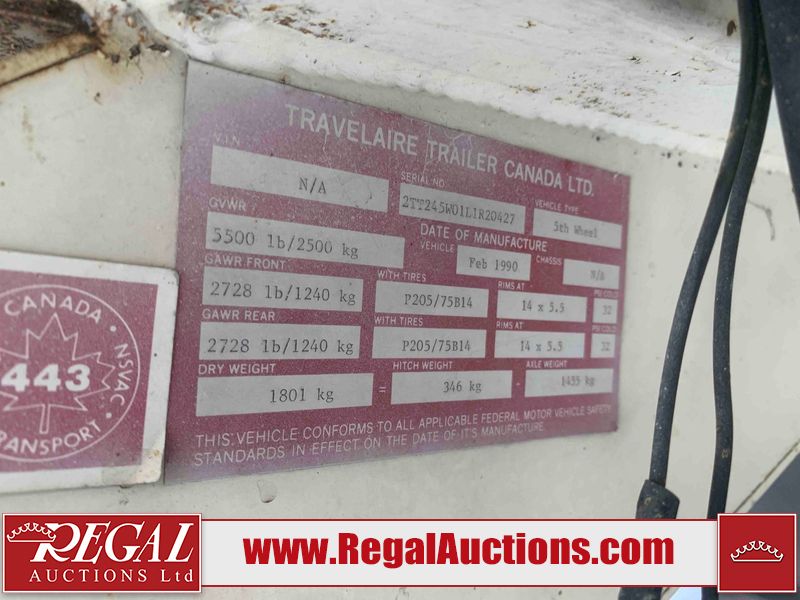 TRAVELAIRE TRAILER CANADA LTD.
V.I.N. SERIAL NO. VEHICLE TYPE
N/A 2TT245W01L1R20427 5th Wheel
GVWR DATE OF MANUFACTURE
5500 lb/2500 kg VEHICLE Feb 1990 CHASSIS N/A
GAWR FRONT WITH TIRES RIMS AT PSI COLD
2728 lb/1240 kg P205/75B14 14 x 5.5 32
GAWR REAR WITH TIRES RIMS AT PSI COLD
2728 lb/1240 kg P205/75B14 14 x 5.5 32
DRY WEIGHT HITCH WEIGHT AXLE WEIGHT
1801 kg = 346 kg 1455 kg
THIS VEHICLE CONFORMS TO ALL APPLICABLE FEDERAL MOTOR VEHICLE SAFETY
STANDARDS IN EFFECT ON THE DATE OF IT'S MANUFACTURE.
CANADA • NSVAC •
443
TRANSPORT
REGAL
AUCTIONS Ltd
www.RegalAuctions.com